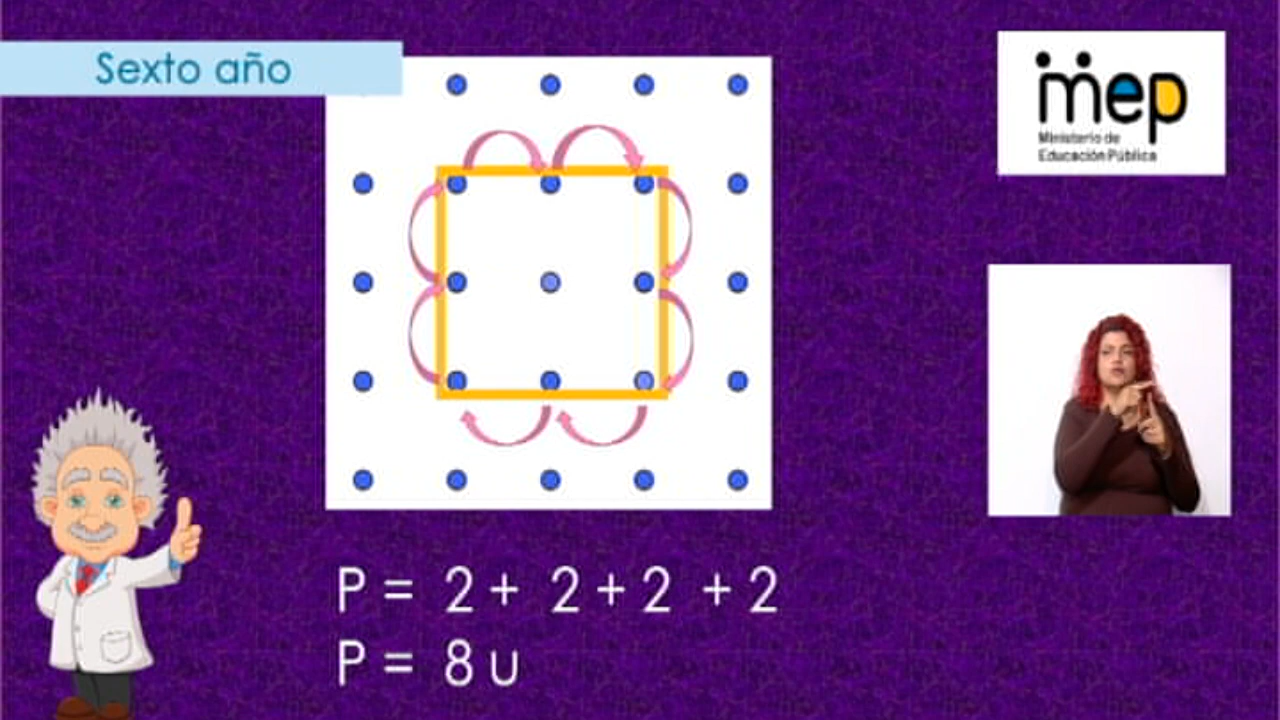 Sexto año
mep
Ministerio de
Educación Pública
P = 2 + 2 + 2 + 2
P = 8 u